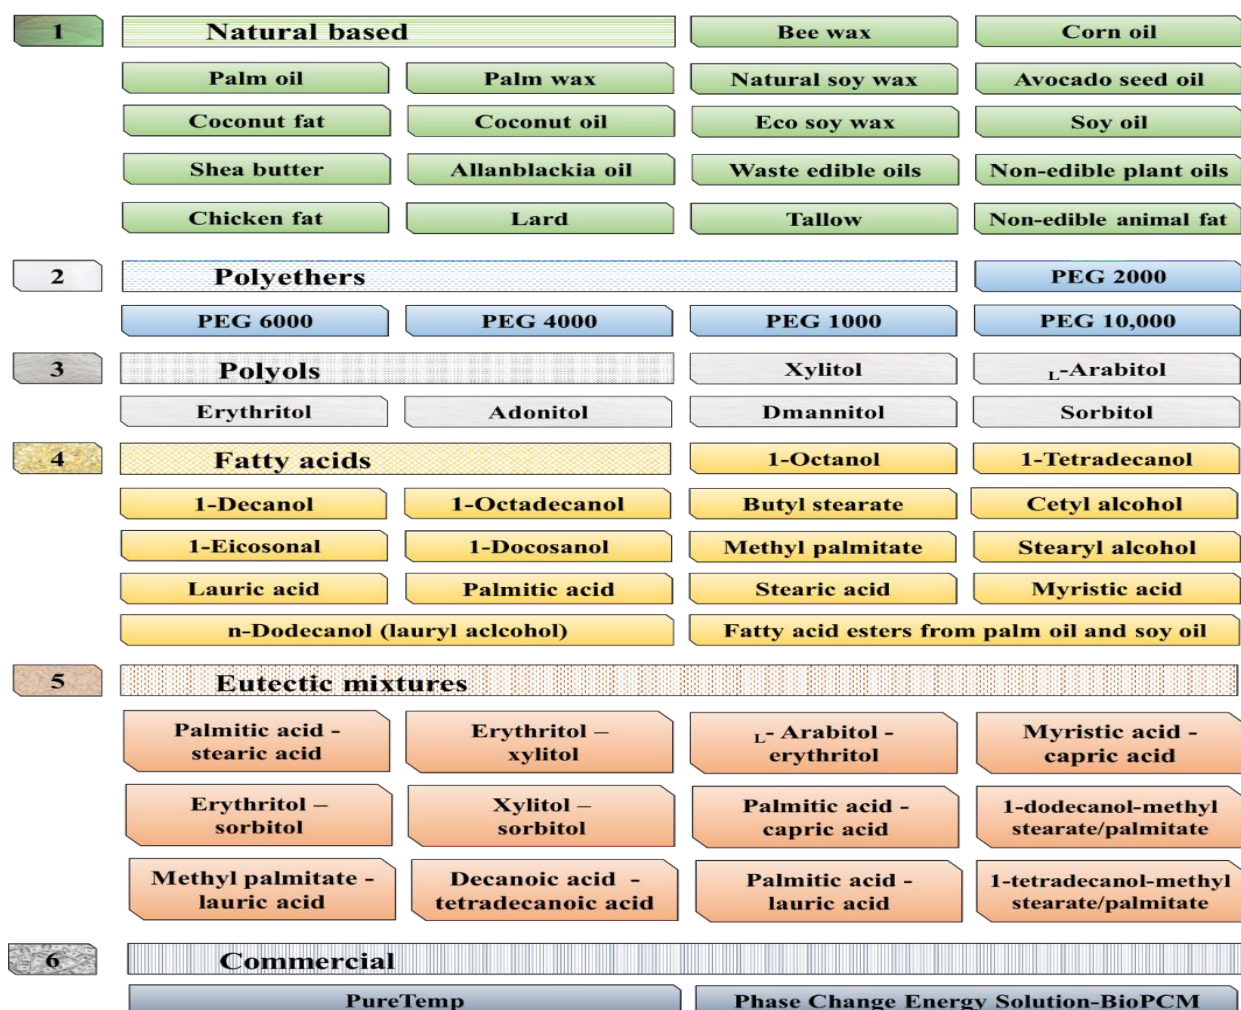 1 Natural based Bee wax Corn oil
Palm oil Palm wax Natural soy wax Avocado seed oil
Coconut fat Coconut oil Eco soy wax Soy oil
Shea butter Allanblackia oil Waste edible oils Non-edible plant oils
Chicken fat Lard Tallow Non-edible animal fat
2 Polyethers PEG 2000
PEG 6000 PEG 4000 PEG 1000 PEG 10,000
3 Polyols Xylitol L-Arabitol
Erythritol Adonitol Dmannitol Sorbitol
4 Fatty acids 1-Octanol 1-Tetradecanol
1-Decanol 1-Octadecanol Butyl stearate Cetyl alcohol
1-Eicosonal 1-Docosanol Methyl palmitate Stearyl alcohol
Lauric acid Palmitic acid Stearic acid Myristic acid
n-Dodecanol (lauryl aclcohol) Fatty acid esters from palm oil and soy oil
5 Eutectic mixtures
Palmitic acid -
stearic acid
Erythritol –
xylitol
L- Arabitol -
erythritol
Myristic acid -
capric acid
Erythritol –
sorbitol
Xylitol –
sorbitol
Palmitic acid -
capric acid
1-dodecanol-methyl
stearate/palmitate
Methyl palmitate -
lauric acid
Decanoic acid -
tetradecanoic acid
Palmitic acid -
lauric acid
1-tetradecanol-methyl
stearate/palmitate
6 Commercial
PureTemp Phase Change Energy Solution-BioPCM